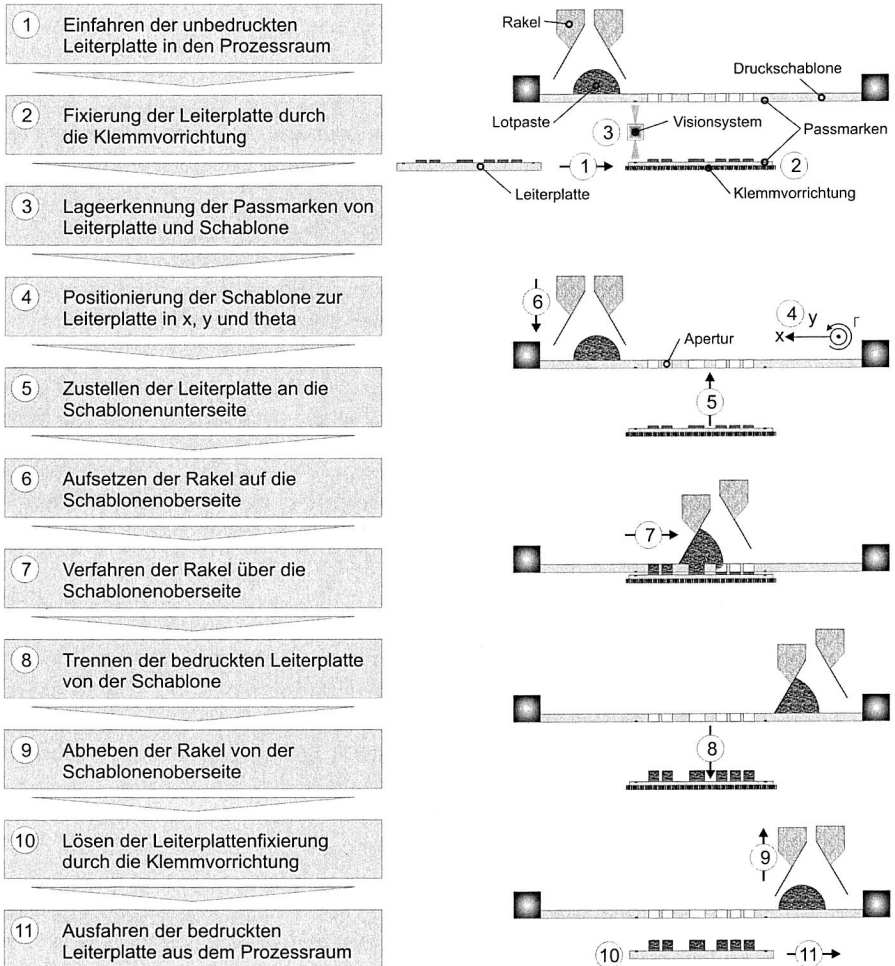 1 Einfahren der unbedruckten
Leiterplatte in den Prozessraum
2 Fixierung der Leiterplatte durch
die Klemmvorrichtung
3 Lageerkennung der Passmarken von
Leiterplatte und Schablone
4 Positionierung der Schablone zur
Leiterplatte in x, y und theta
5 Zustellen der Leiterplatte an die
Schablonenunterseite
6 Aufsetzen der Rakel auf die
Schablonenoberseite
7 Verfahren der Rakel über die
Schablonenoberseite
8 Trennen der bedruckten Leiterplatte
von der Schablone
9 Abheben der Rakel von der
Schablonenoberseite
10 Lösen der Leiterplattenfixierung
durch die Klemmvorrichtung
11 Ausfahren der bedruckten
Leiterplatte aus dem Prozessraum
Rakel
Druckschablone
Lotpaste
3
Visionsystem
Passmarken
1
2
Leiterplatte
Klemmvorrichtung
6
4
y
Γ
x
Apertur
5
7
8
9
10
11